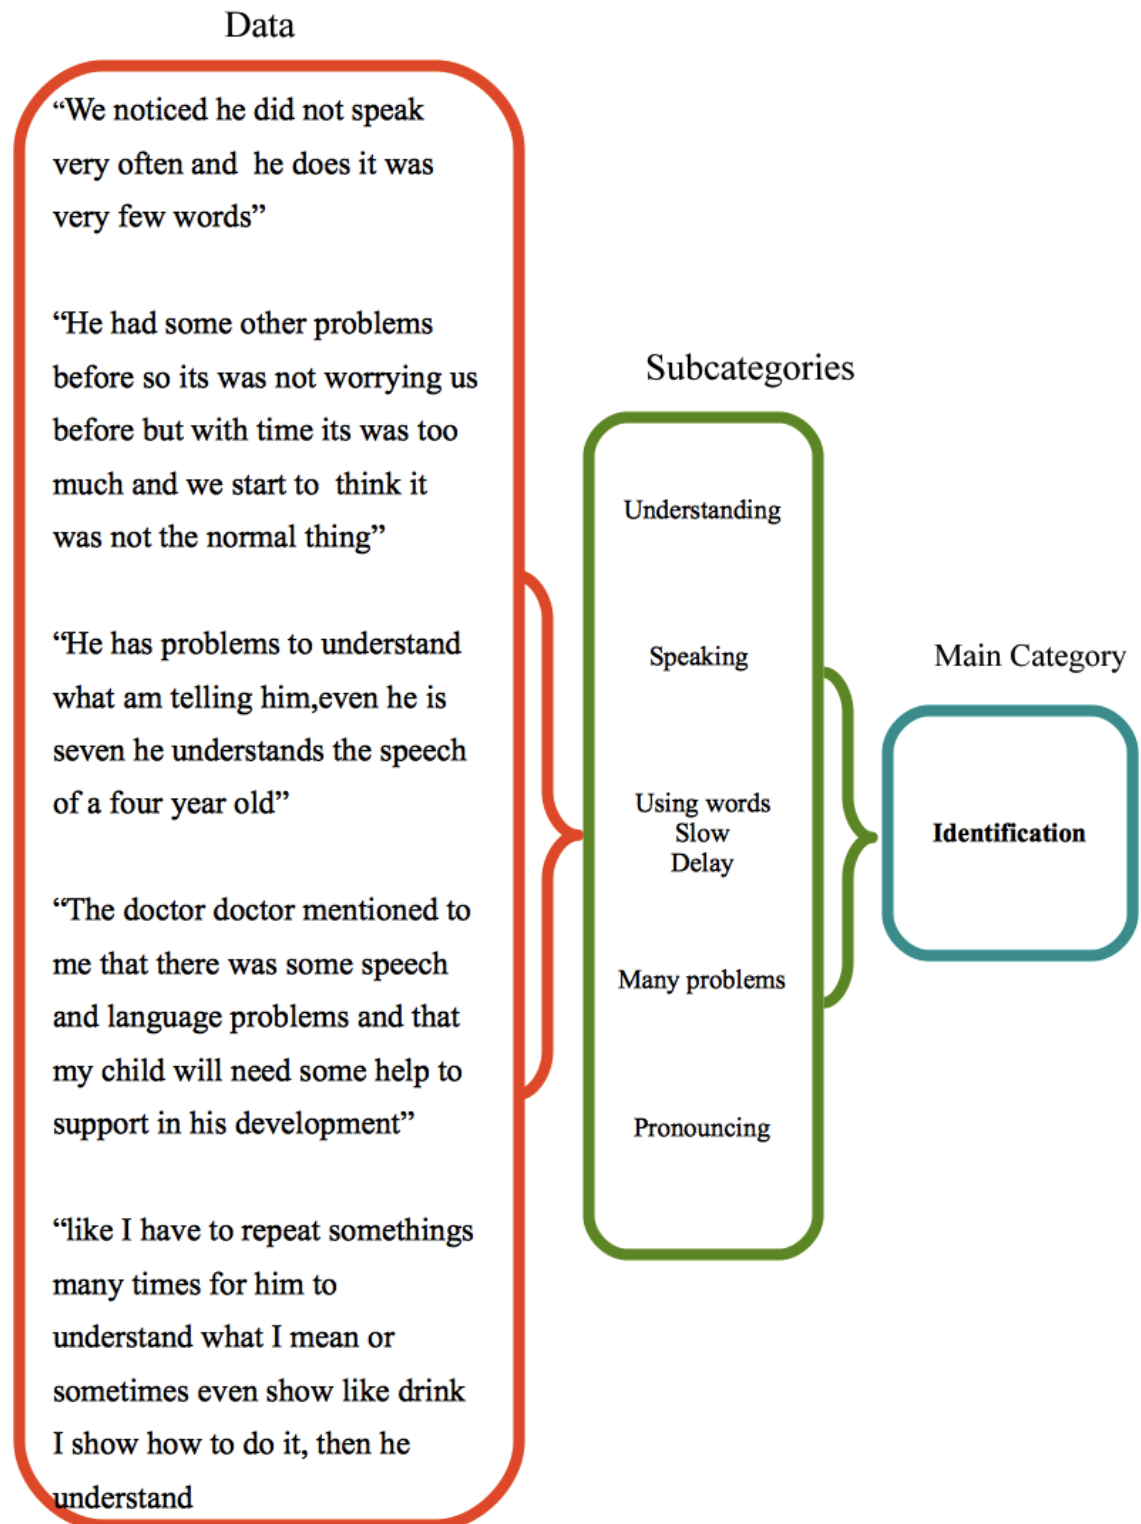 Data
“We noticed he did not speak
very often and  he does it was
very few words”
“He had some other problems
before so its was not worrying us
before but with time its was too
much and we start to  think it
was not the normal thing”
“He has problems to understand
what am telling him,even he is
seven he understands the speech
of a four year old”
“The doctor doctor mentioned to
me that there was some speech
and language problems and that
my child will need some help to
support in his development”
“like I have to repeat somethings
many times for him to
understand what I mean or
sometimes even show like drink
I show how to do it, then he
understand
Subcategories
Understanding
Speaking
Using words
Slow
Delay
Many problems
Pronouncing
Main Category
Identification